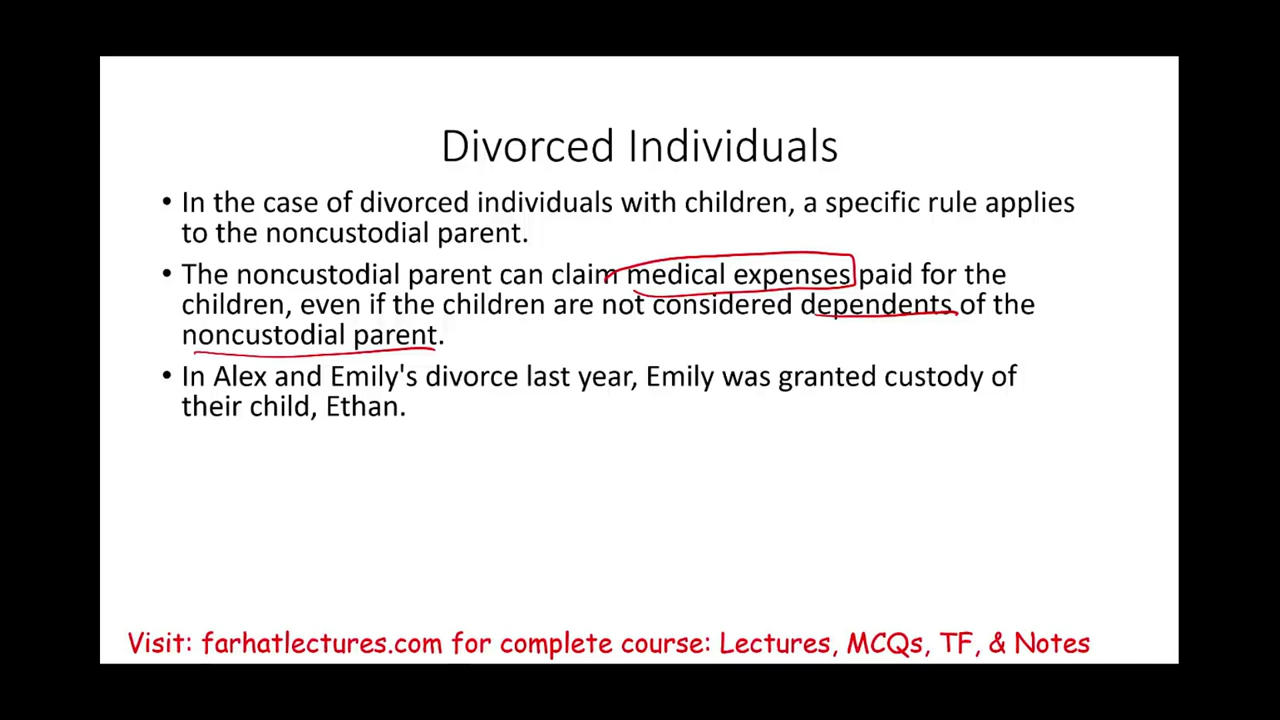 Divorced Individuals
• In the case of divorced individuals with children, a specific rule applies
to the noncustodial parent.
• The noncustodial parent can claim medical expenses paid for the
children, even if the children are not considered dependents of the
noncustodial parent.
• In Alex and Emily's divorce last year, Emily was granted custody of
their child, Ethan.
Visit: farhatlectures.com for complete course: Lectures, MCQs, TF, & Notes